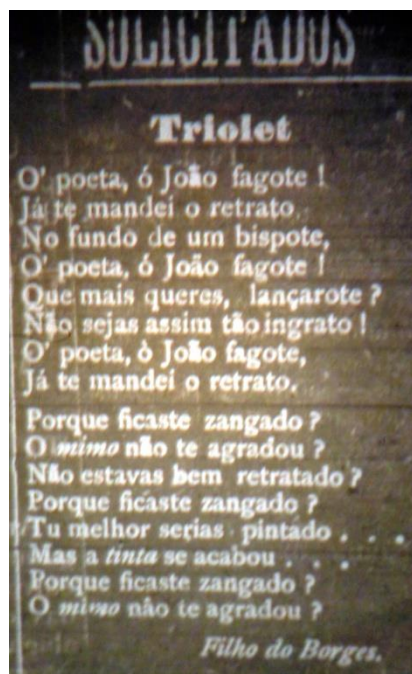 SOLICITADOS
Triolet
O' poeta, ó João fagote !
Já te mandei o retrato
No fundo de um bispote,
O' poeta, ó João fagote !
Que mais queres, lançarote ?
Não sejas assim tão ingrato !
O' poeta, ò João fagote,
Já te mandei o retrato.
Porque ficaste zangado ?
O mimo não te agradou ?
Não estavas bem retratado ?
Porque ficaste zangado ?
Tu melhor serias pintado . . .
Mas a tinta se acabou . . .
Porque ficaste zangado ?
O mimo não te agradou ?
Filho do Borges.